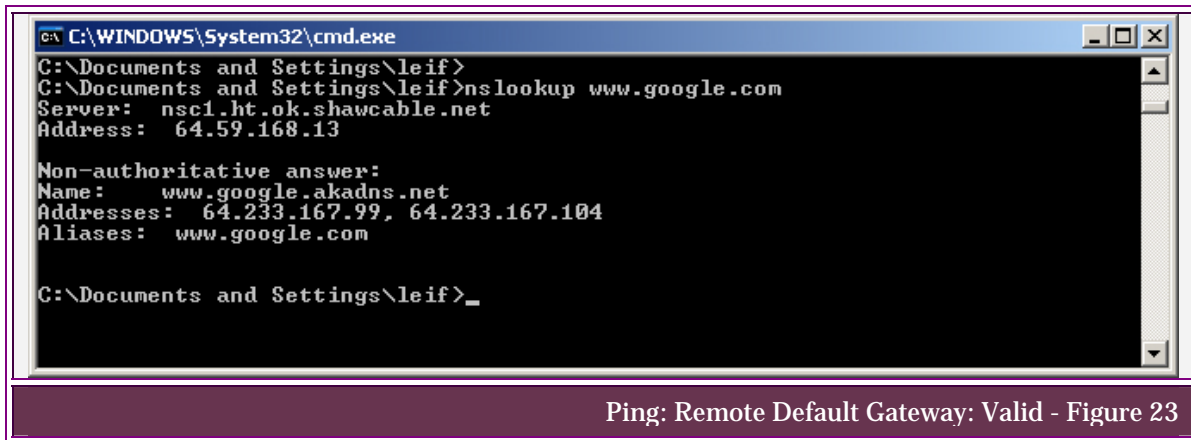 C:\WINDOWS\System32\cmd.exe
C:\Documents and Settings\leif>
C:\Documents and Settings\leif>nslookup www.google.com
Server:  nsc1.ht.ok.shawcable.net
Address:  64.59.168.13
Non-authoritative answer:
Name:    www.google.akadns.net
Addresses:  64.233.167.99, 64.233.167.104
Aliases:  www.google.com
C:\Documents and Settings\leif>_
Ping: Remote Default Gateway: Valid - Figure 23